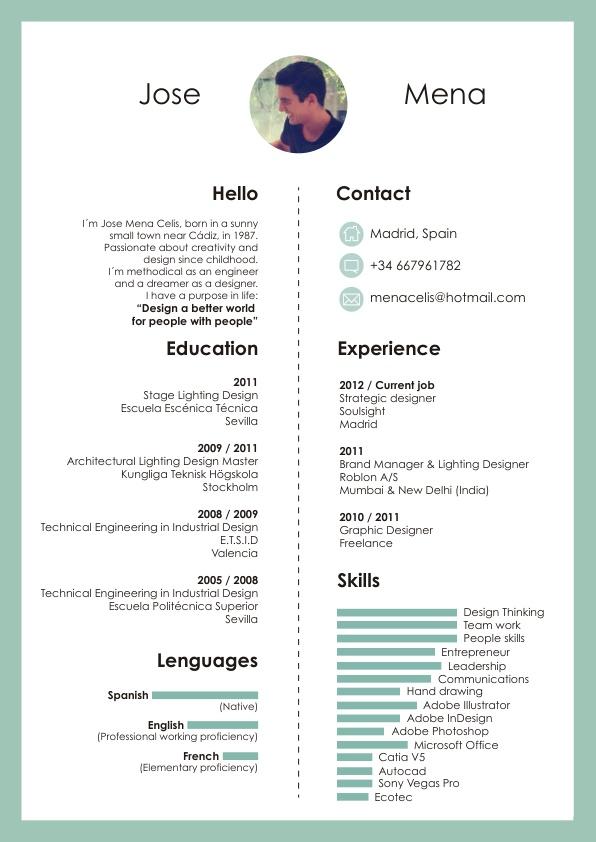 Jose
Mena
Hello
I´m Jose Mena Celis, born in a sunny
small town near Cádiz, in 1987.
Passionate about creativity and
design since childhood.
I´m methodical as an engineer
and a dreamer as a designer.
I have a purpose in life:
“Design a better world
for people with people”
Education
2011
Stage Lighting Design
Escuela Escénica Técnica
Sevilla
2009 / 2011
Architectural Lighting Design Master
Kungliga Teknisk Högskola
Stockholm
2008 / 2009
Technical Engineering in Industrial Design
E.T.S.I.D
Valencia
2005 / 2008
Technical Engineering in Industrial Design
Escuela Politécnica Superior
Sevilla
Lenguages
Spanish
(Native)
English
(Professional working proficiency)
French
(Elementary proficiency)
Contact
Madrid, Spain
+34 667961782
menacelis@hotmail.com
Experience
2012 / Current job
Strategic designer
Soulsight
Madrid
2011
Brand Manager & Lighting Designer
Roblon A/S
Mumbai & New Delhi (India)
2010 / 2011
Graphic Designer
Freelance
Skills
Design Thinking
Team work
People skills
Entrepreneur
Leadership
Communications
Hand drawing
Adobe Illustrator
Adobe InDesign
Adobe Photoshop
Microsoft Office
Catia V5
Autocad
Sony Vegas Pro
Ecotec